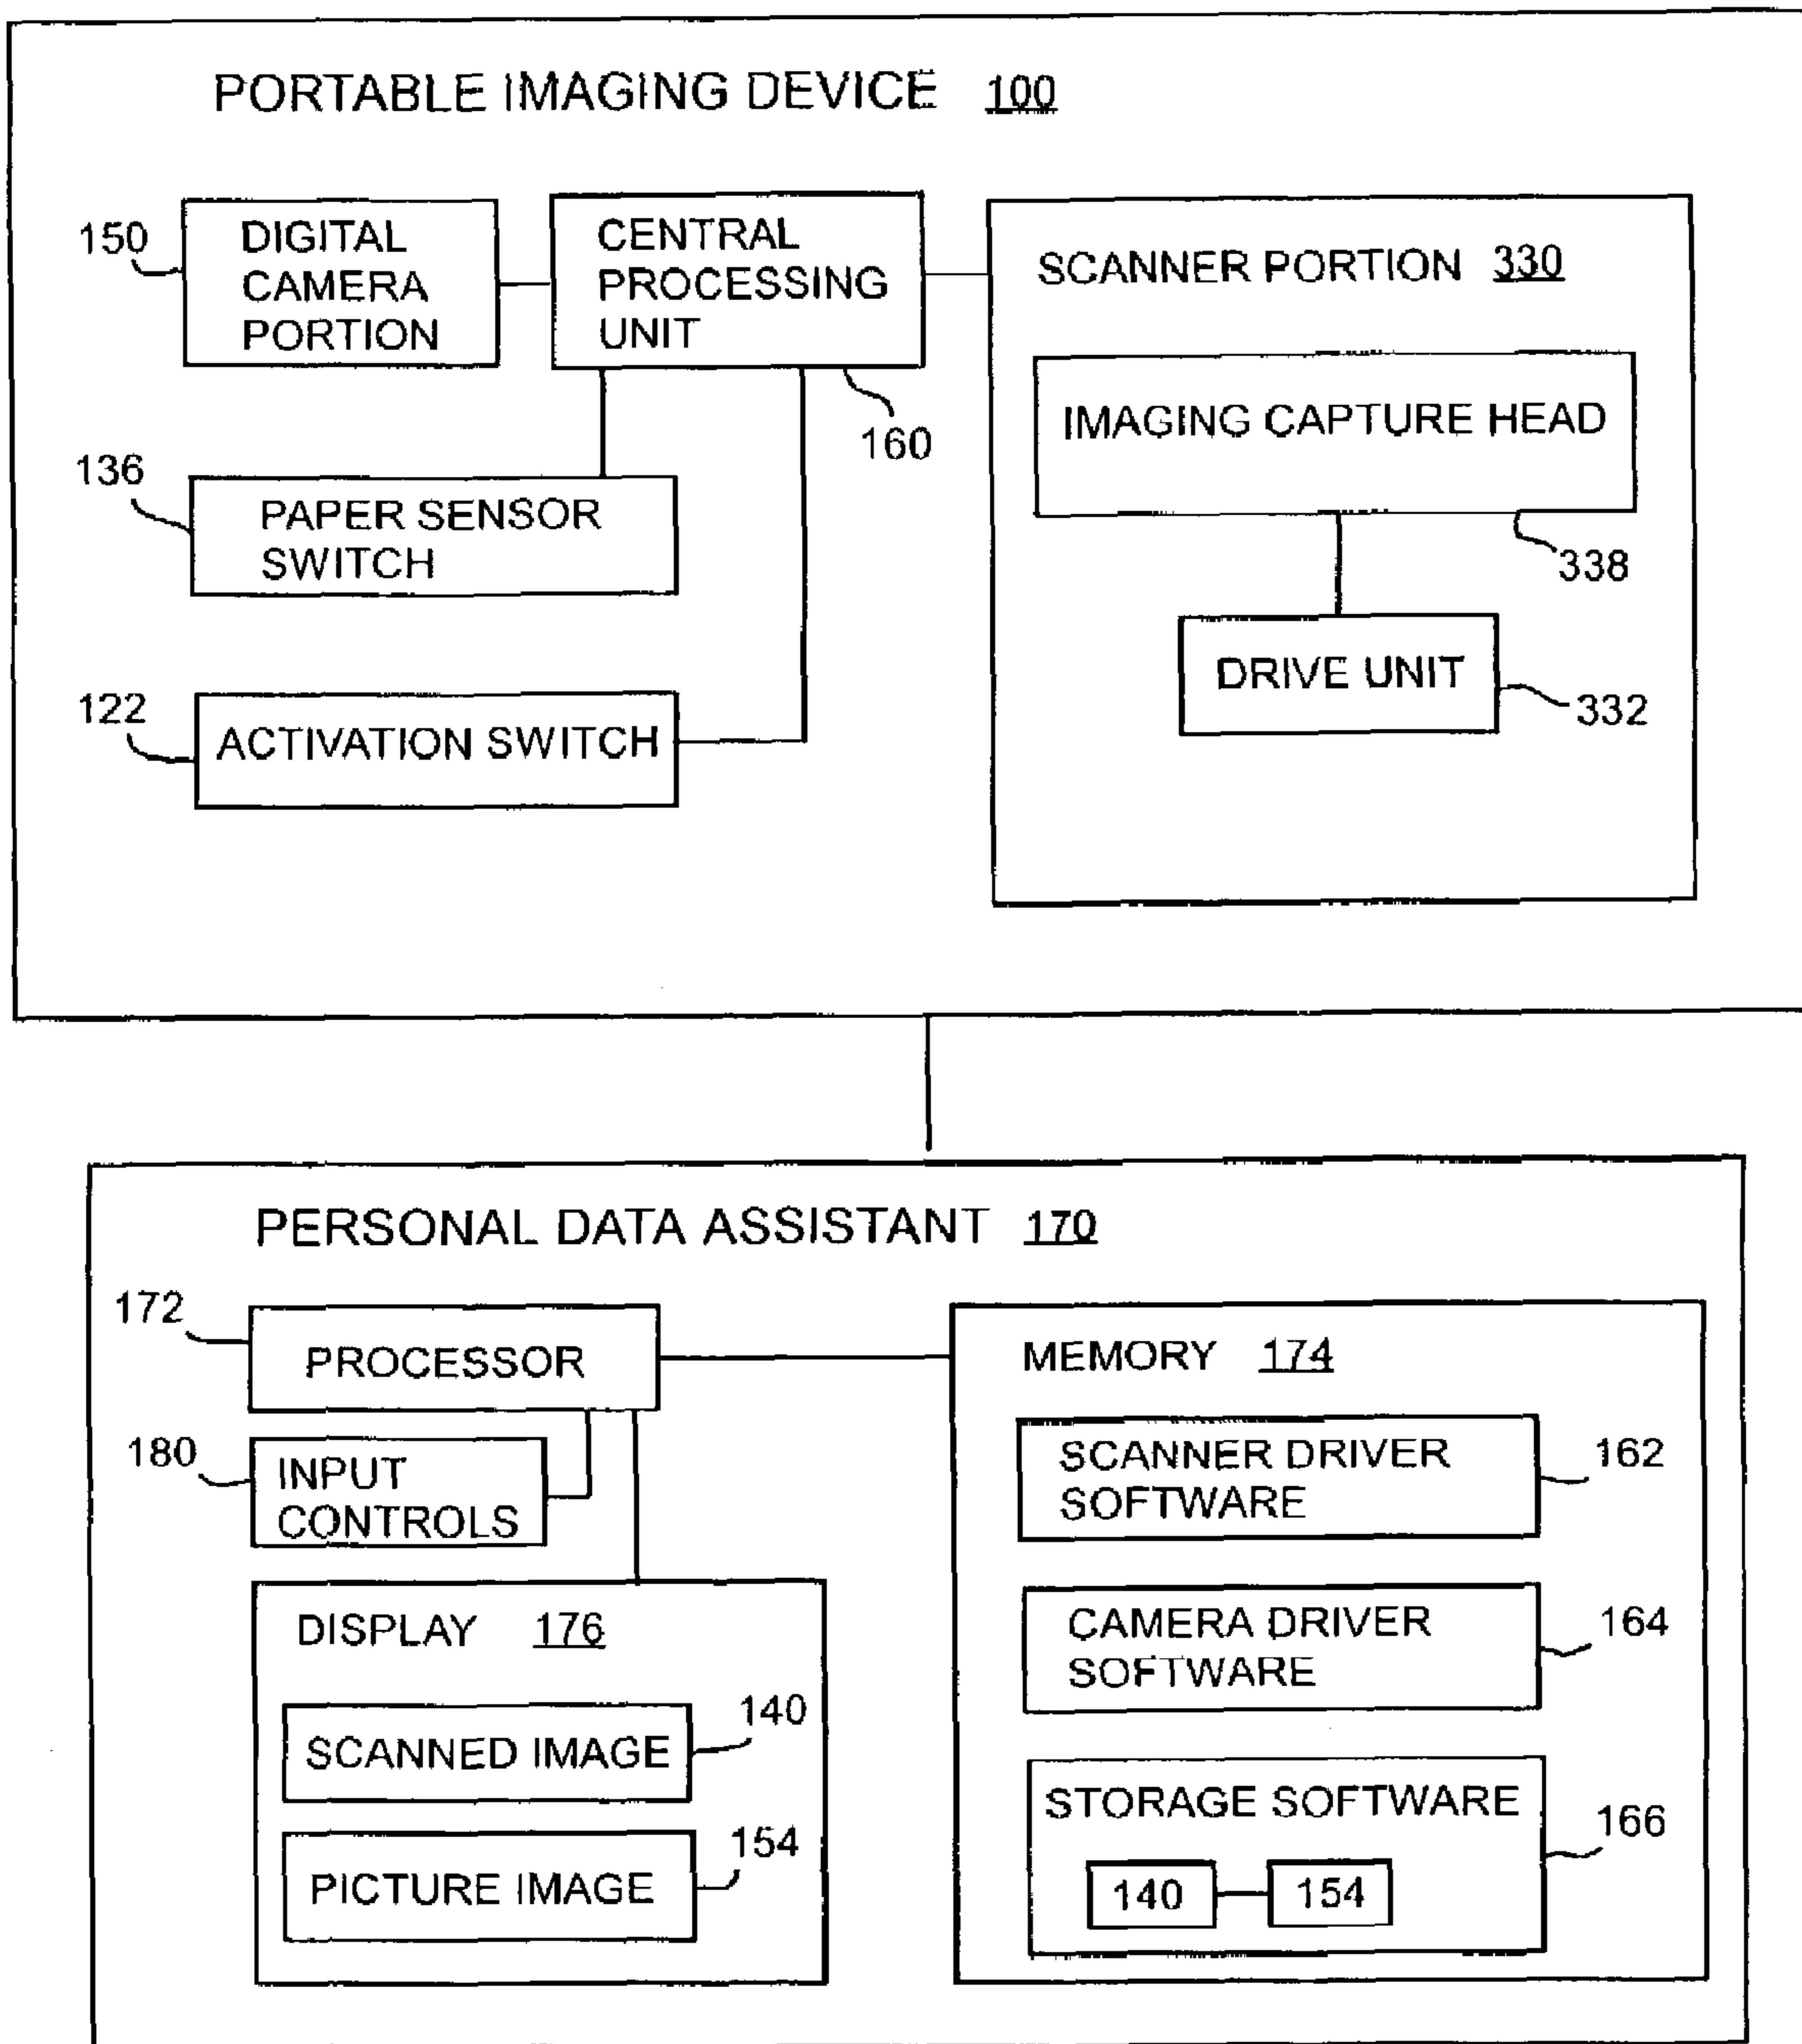 PORTABLE IMAGING DEVICE 100
150
DIGITAL
CAMERA
PORTION
CENTRAL
PROCESSING
UNIT
160
SCANNER PORTION 330
IMAGING CAPTURE HEAD
338
DRIVE UNIT
332
136
PAPER SENSOR
SWITCH
122
ACTIVATION SWITCH
PERSONAL DATA ASSISTANT 170
172
PROCESSOR
180
INPUT
CONTROLS
DISPLAY 176
SCANNED IMAGE
140
PICTURE IMAGE
154
MEMORY 174
SCANNER DRIVER
SOFTWARE
162
CAMERA DRIVER
SOFTWARE
164
STORAGE SOFTWARE
166
140
154